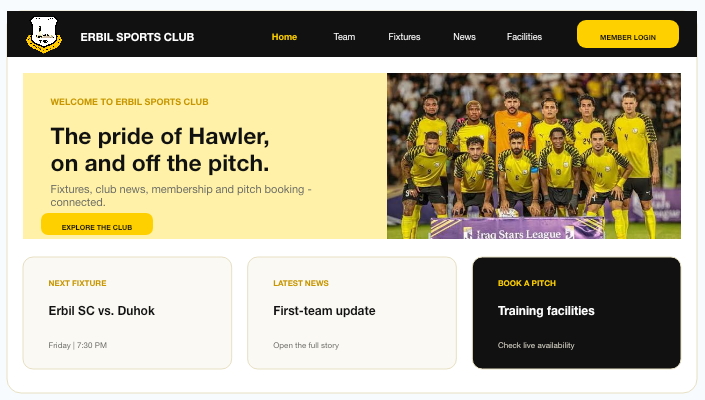 ERBIL SPORTS CLUB
Home
Team
Fixtures
News
Facilities
MEMBER LOGIN
WELCOME TO ERBIL SPORTS CLUB
The pride of Hawler,
on and off the pitch.
Fixtures, club news, membership and pitch booking -
connected.
EXPLORE THE CLUB
Iraq Stars League
NEXT FIXTURE
Erbil SC vs. Duhok
Friday | 7:30 PM
LATEST NEWS
First-team update
Open the full story
BOOK A PITCH
Training facilities
Check live availability